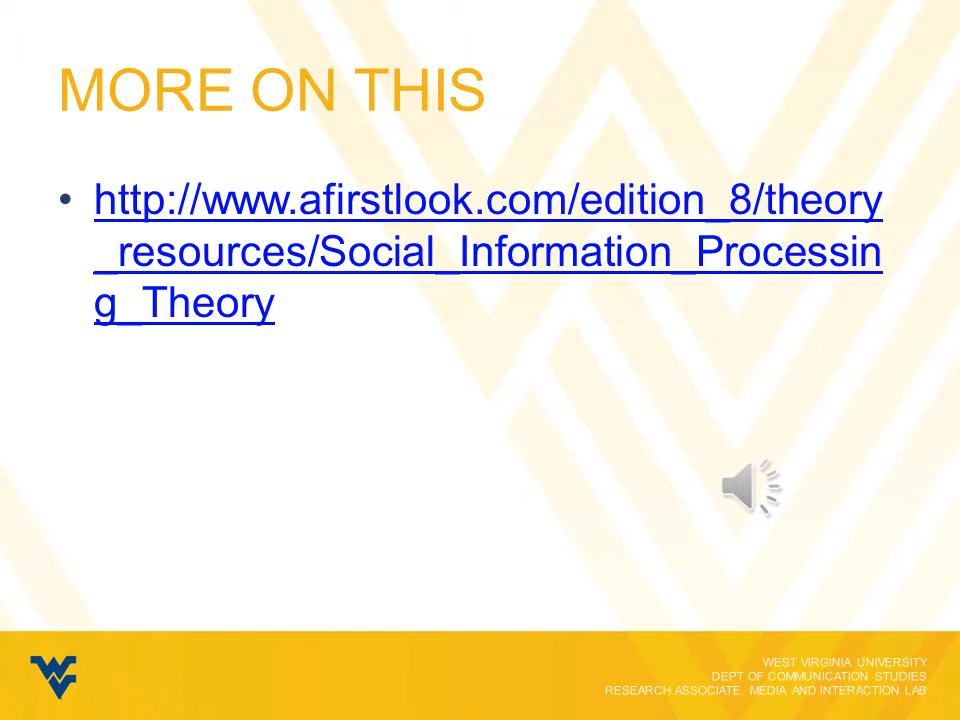 MORE ON THIS
• http://www.afirstlook.com/edition_8/theory
_resources/Social_Information_Processin
g_Theory
WEST VIRGINIA UNIVERSITY
DEPT OF COMMUNICATION STUDIES
RESEARCH ASSOCIATE, MEDIA AND INTERACTION LAB